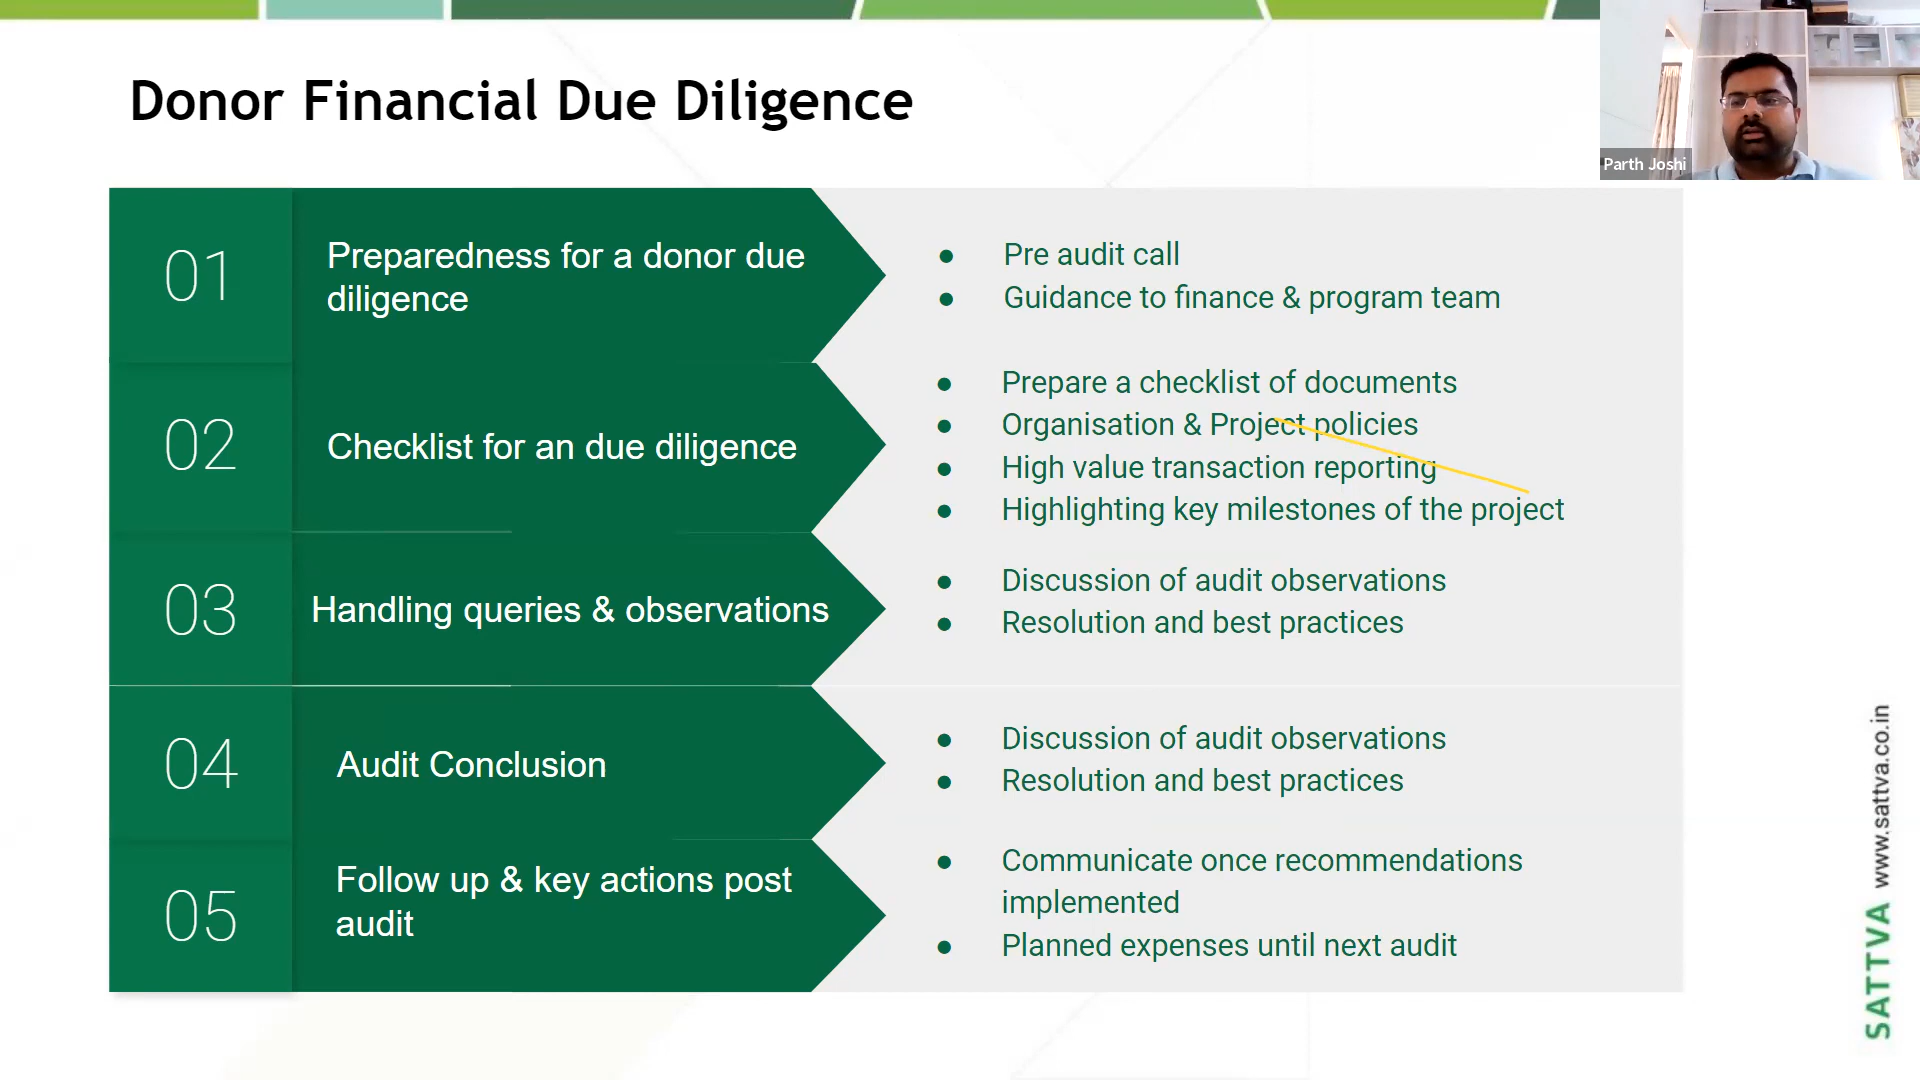 Donor Financial Due Diligence
Parth Joshi
01
Preparedness for a donor due
diligence
● Pre audit call
● Guidance to finance & program team
02
Checklist for an due diligence
● Prepare a checklist of documents
● Organisation & Project policies
● High value transaction reporting
● Highlighting key milestones of the project
03
Handling queries & observations
● Discussion of audit observations
● Resolution and best practices
04
Audit Conclusion
● Discussion of audit observations
● Resolution and best practices
05
Follow up & key actions post
audit
● Communicate once recommendations
implemented
● Planned expenses until next audit
SATTVA www.sattva.co.in